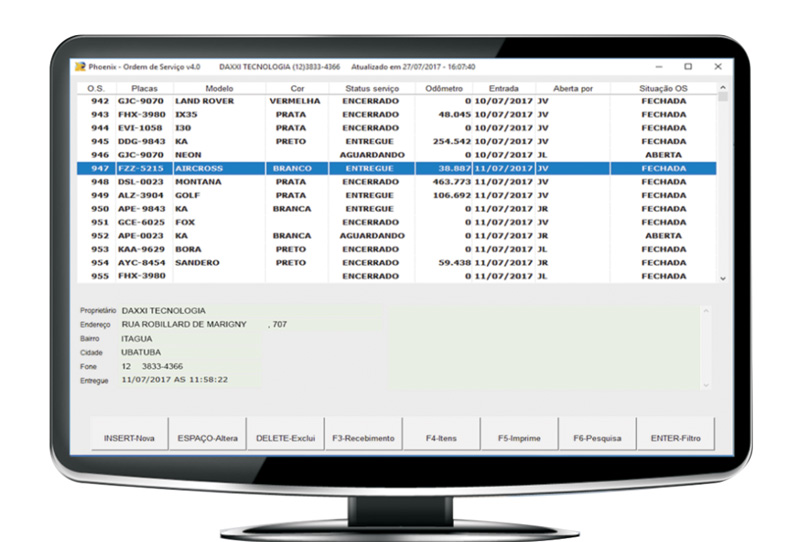 Phoenix - Ordem de Serviço v4.0 DAXXI TECNOLOGIA (12)3833-4366 Atualizado em 27/07/2017 - 16:07:40
O.S. Placas Modelo Cor Status serviço Odômetro Entrada Aberta por Situação OS
942 GJC-9070 LAND ROVER VERMELHA ENCERRADO 0 10/07/2017 JV FECHADA
943 FHX-3980 IX35 PRATA ENCERRADO 48.045 10/07/2017 JV FECHADA
944 EVI-1058 I30 PRATA ENCERRADO 0 10/07/2017 JV FECHADA
945 DDG-9843 KA PRETO ENTREGUE 254.542 10/07/2017 JV FECHADA
946 GJC-9070 NEON AGUARDANDO 0 10/07/2017 JL ABERTA
947 FZZ-5215 AIRCROSS BRANCO ENTREGUE 38.887 11/07/2017 JV FECHADA
948 DSL-0023 MONTANA PRATA ENCERRADO 463.773 11/07/2017 JV FECHADA
949 ALZ-3904 GOLF PRATA ENTREGUE 106.692 11/07/2017 JV FECHADA
950 APE- 9843 KA BRANCA ENTREGUE 0 11/07/2017 JR FECHADA
951 GCE-6025 FOX ENCERRADO 0 11/07/2017 JV FECHADA
952 APE-0023 KA BRANCA AGUARDANDO 0 11/07/2017 JR ABERTA
953 KAA-9629 BORA PRETO ENCERRADO 0 11/07/2017 JL FECHADA
954 AYC-8454 SANDERO PRETO ENCERRADO 59.438 11/07/2017 JR FECHADA
955 FHX-3980 ENCERRADO 0 11/07/2017 JL FECHADA
Proprietário DAXXI TECNOLOGIA
Endereço RUA ROBILLARD DE MARIGNY , 707
Bairro ITAGUA
Cidade UBATUBA
Fone 12 3833-4366
Entregue 11/07/2017 AS 11:58:22
INSERT-Nova ESPAÇO-Altera DELETE-Exclui F3-Recebimento F4-Itens F5-Imprime F6-Pesquisa ENTER-Filtro